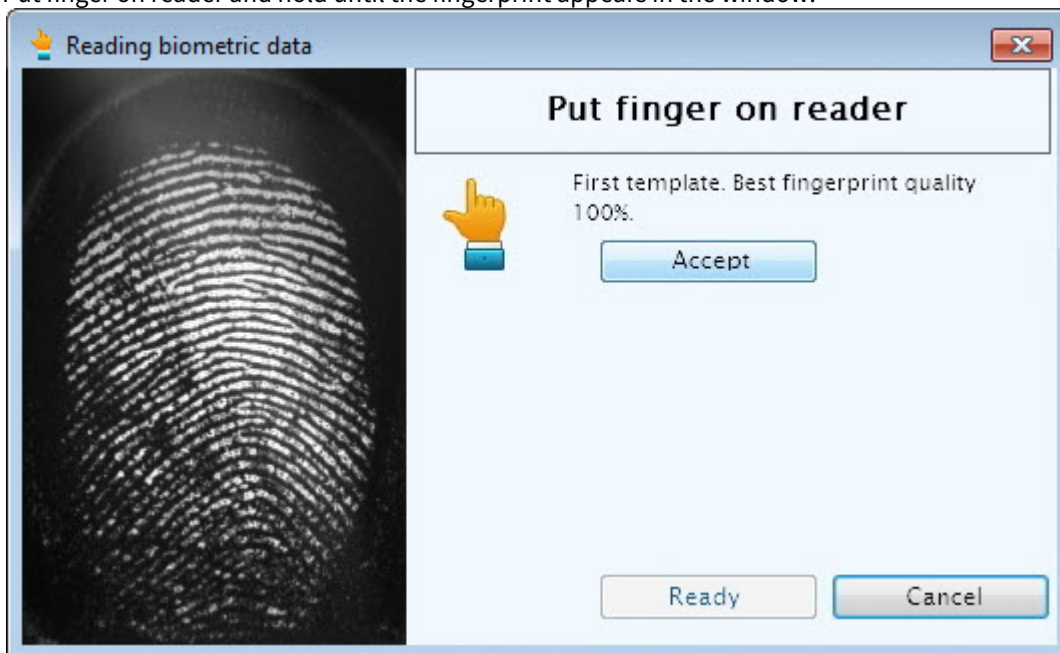 Put finger on reader and hold until the fingerprint appears in the window.
Reading biometric data
Put finger on reader
First template. Best fingerprint quality
100%.
Accept
Ready
Cancel